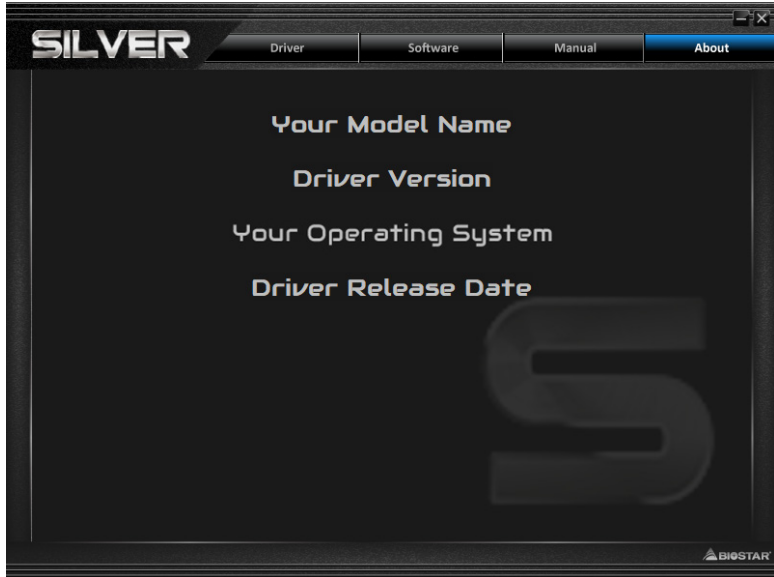 SILVER
Driver Software Manual About
Your Model Name
Driver Version
Your Operating System
Driver Release Date
BIOSTAR